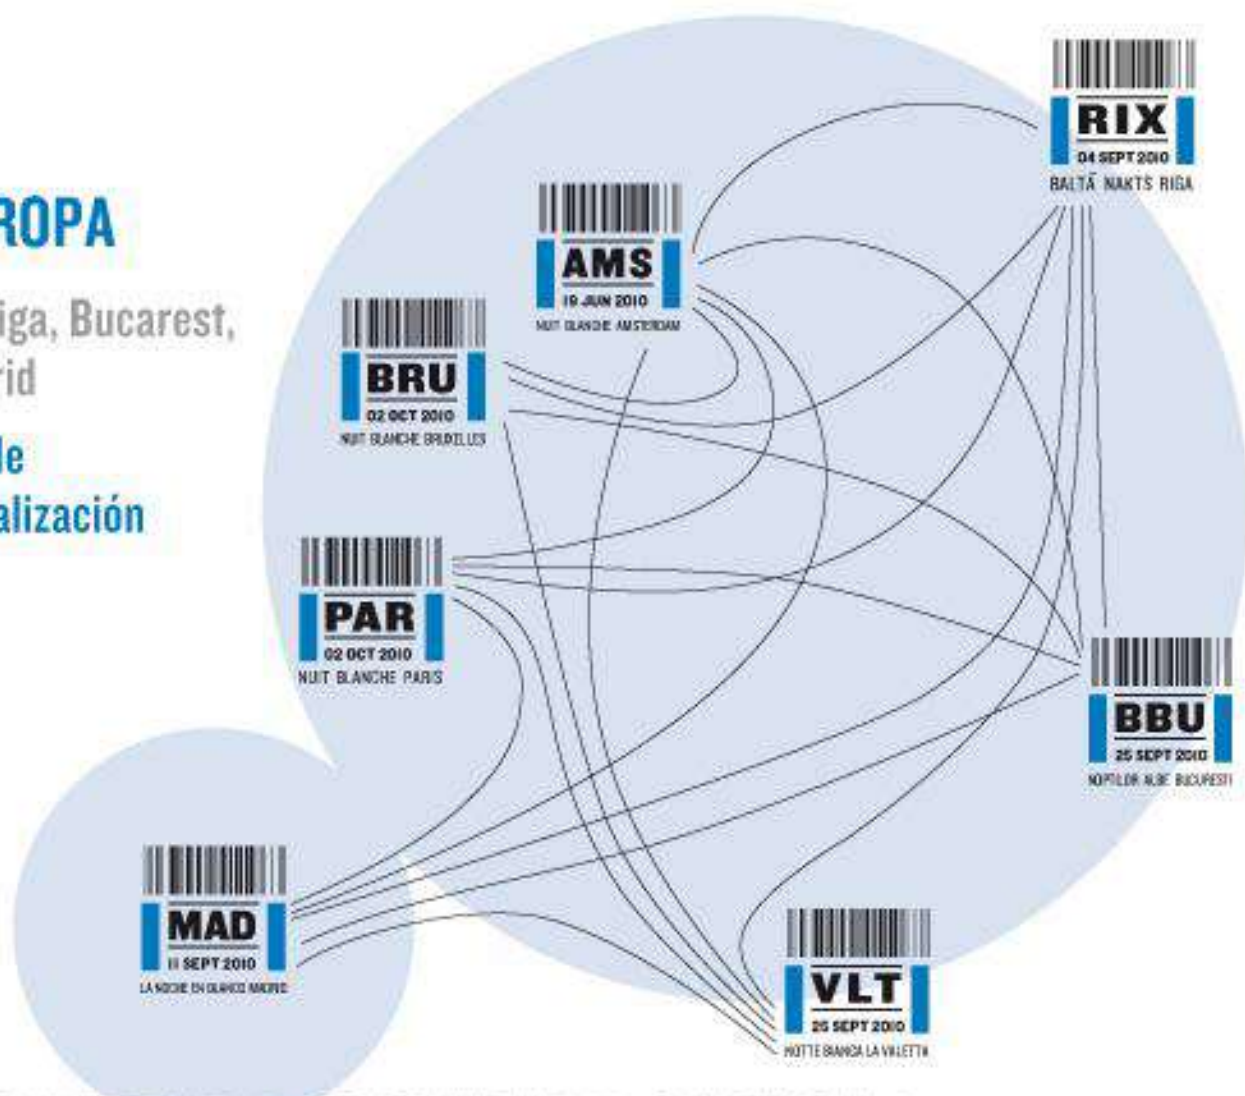 ROPA
iga, Bucarest,
rid
de
alización
RIX
04 SEPT 2010
BALTĀ NAKTS RIGA
AMS
19 JUN 2010
NUIT BLANCHE AMSTERDAM
BRU
02 OCT 2010
NUIT BLANCHE BRUXELLES
PAR
02 OCT 2010
NUIT BLANCHE PARIS
BBU
25 SEPT 2010
NOPTILOR ALBE BUCURESTI
MAD
11 SEPT 2010
LA NOCHE EN BLANCO MADRID
VLT
25 SEPT 2010
NOTTE BIANCA LA VALETTA